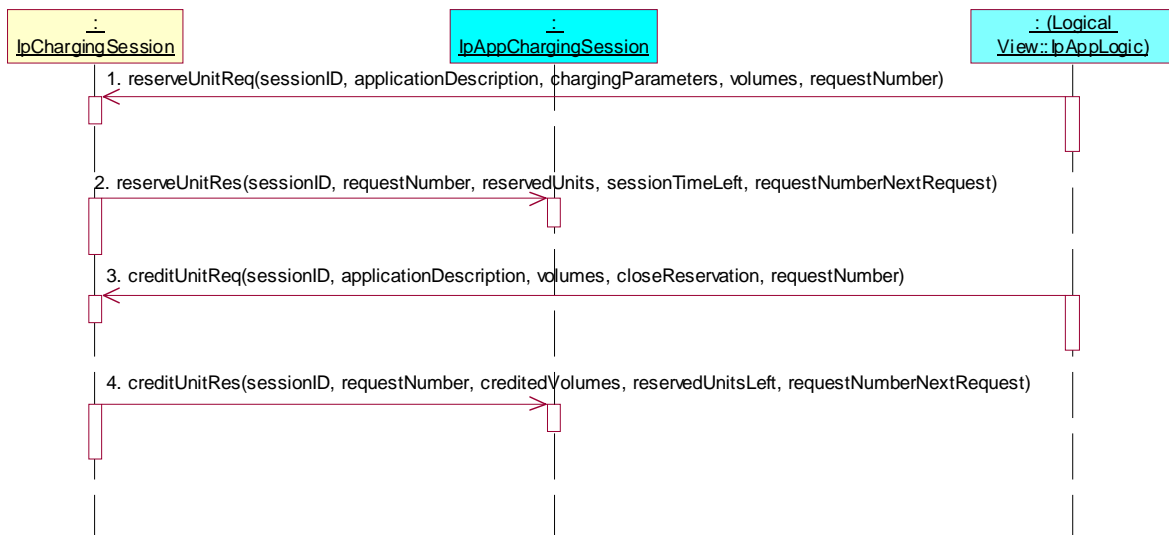 :
IpChargingSession
:
IpAppChargingSession
: (Logical
View::IpAppLogic)
1. reserveUnitReq(sessionID, applicationDescription, chargingParameters, volumes, requestNumber)
2. reserveUnitRes(sessionID, requestNumber, reservedUnits, sessionTimeLeft, requestNumberNextRequest)
3. creditUnitReq(sessionID, applicationDescription, volumes, closeReservation, requestNumber)
4. creditUnitRes(sessionID, requestNumber, creditedVolumes, reservedUnitsLeft, requestNumberNextRequest)